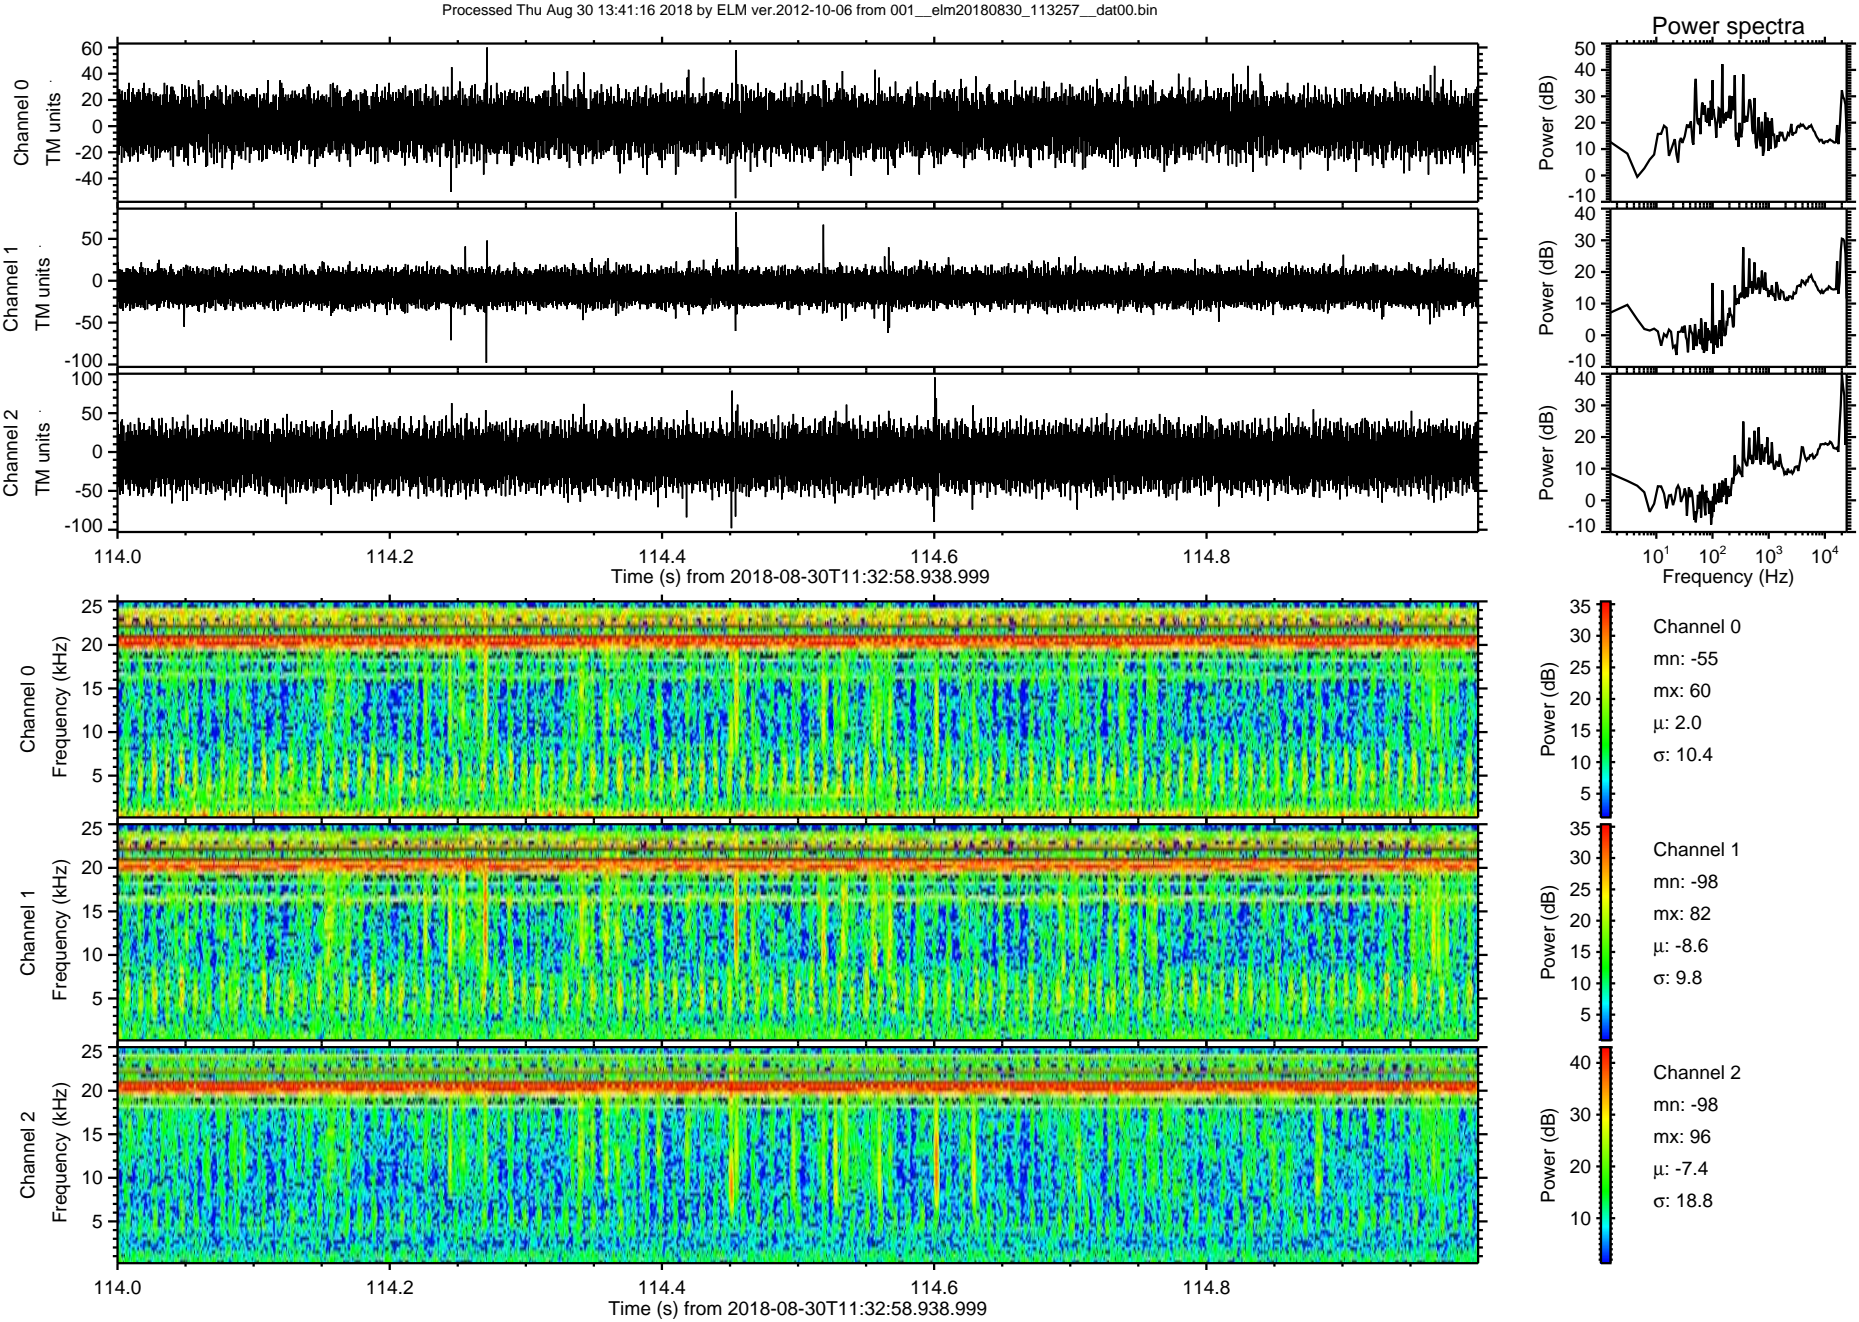 Processed Thu Aug 30 13:41:16 2018 by ELM ver.2012-10-06 from 001__elm20180830_113257__dat00.bin
Power spectra
Channel 0
TM units
60
40
20
0
-20
-40
Power (dB)
50
40
30
20
10
0
-10
Channel 1
TM units
50
0
-50
-100
Power (dB)
40
30
20
10
0
-10
Channel 2
TM units
100
50
0
-50
-100
Power (dB)
40
30
20
10
0
-10
114.0 114.2 114.4 114.6 114.8
Time (s) from 2018-08-30T11:32:58.938.999
10^1 10^2 10^3 10^4
Frequency (Hz)
Channel 0
Frequency (kHz)
25
20
15
10
5
Power (dB)
35
30
25
20
15
10
5
Channel 0
mn: -55
mx: 60
μ: 2.0
σ: 10.4
Channel 1
Frequency (kHz)
25
20
15
10
5
Power (dB)
35
30
25
20
15
10
5
Channel 1
mn: -98
mx: 82
μ: -8.6
σ: 9.8
Channel 2
Frequency (kHz)
25
20
15
10
5
Power (dB)
40
30
20
10
Channel 2
mn: -98
mx: 96
μ: -7.4
σ: 18.8
114.0 114.2 114.4 114.6 114.8
Time (s) from 2018-08-30T11:32:58.938.999